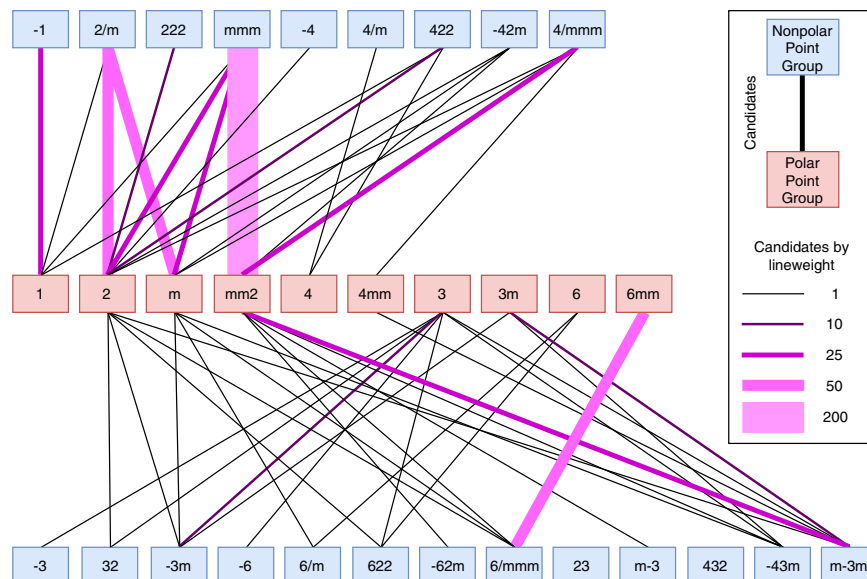 -1 2/m 222 mmm -4 4/m 422 -42m 4/mmm
1 2 m mm2 4 4mm 3 3m 6 6mm
-3 32 -3m -6 6/m 622 -62m 6/mmm 23 m-3 432 -43m m-3m
Nonpolar
Point
Group
Candidates
Polar
Point
Group
Candidates by
lineweight
1
10
25
50
200